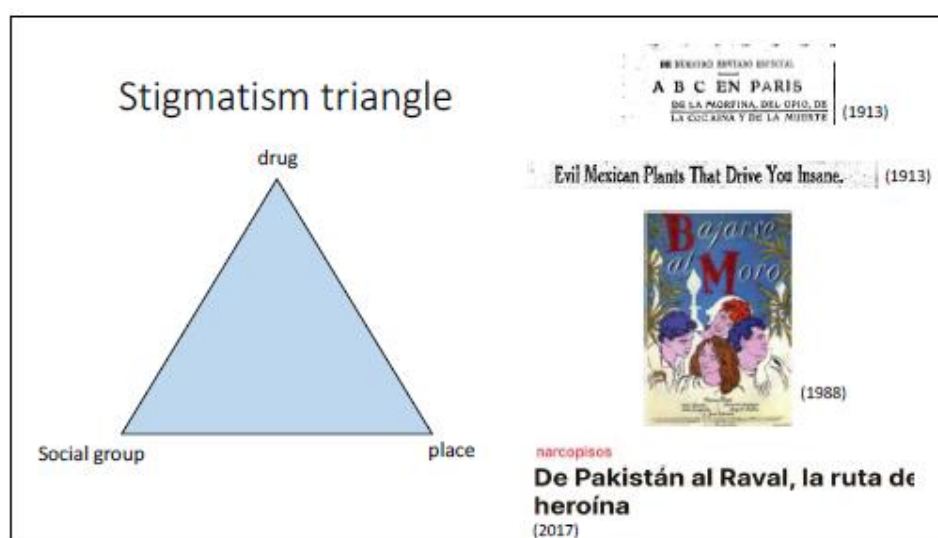 Stigmatism triangle
drug
Social group
place
A B C EN PARIS
DE LA MORFINA, DEL OPIO, DE
LA COCAINA Y DE LA MUERTE
(1913)
Evil Mexican Plants That Drive You Insane.
(1913)
Bajarse
al Moro
(1988)
narcopisos
De Pakistán al Raval, la ruta de
heroína
(2017)